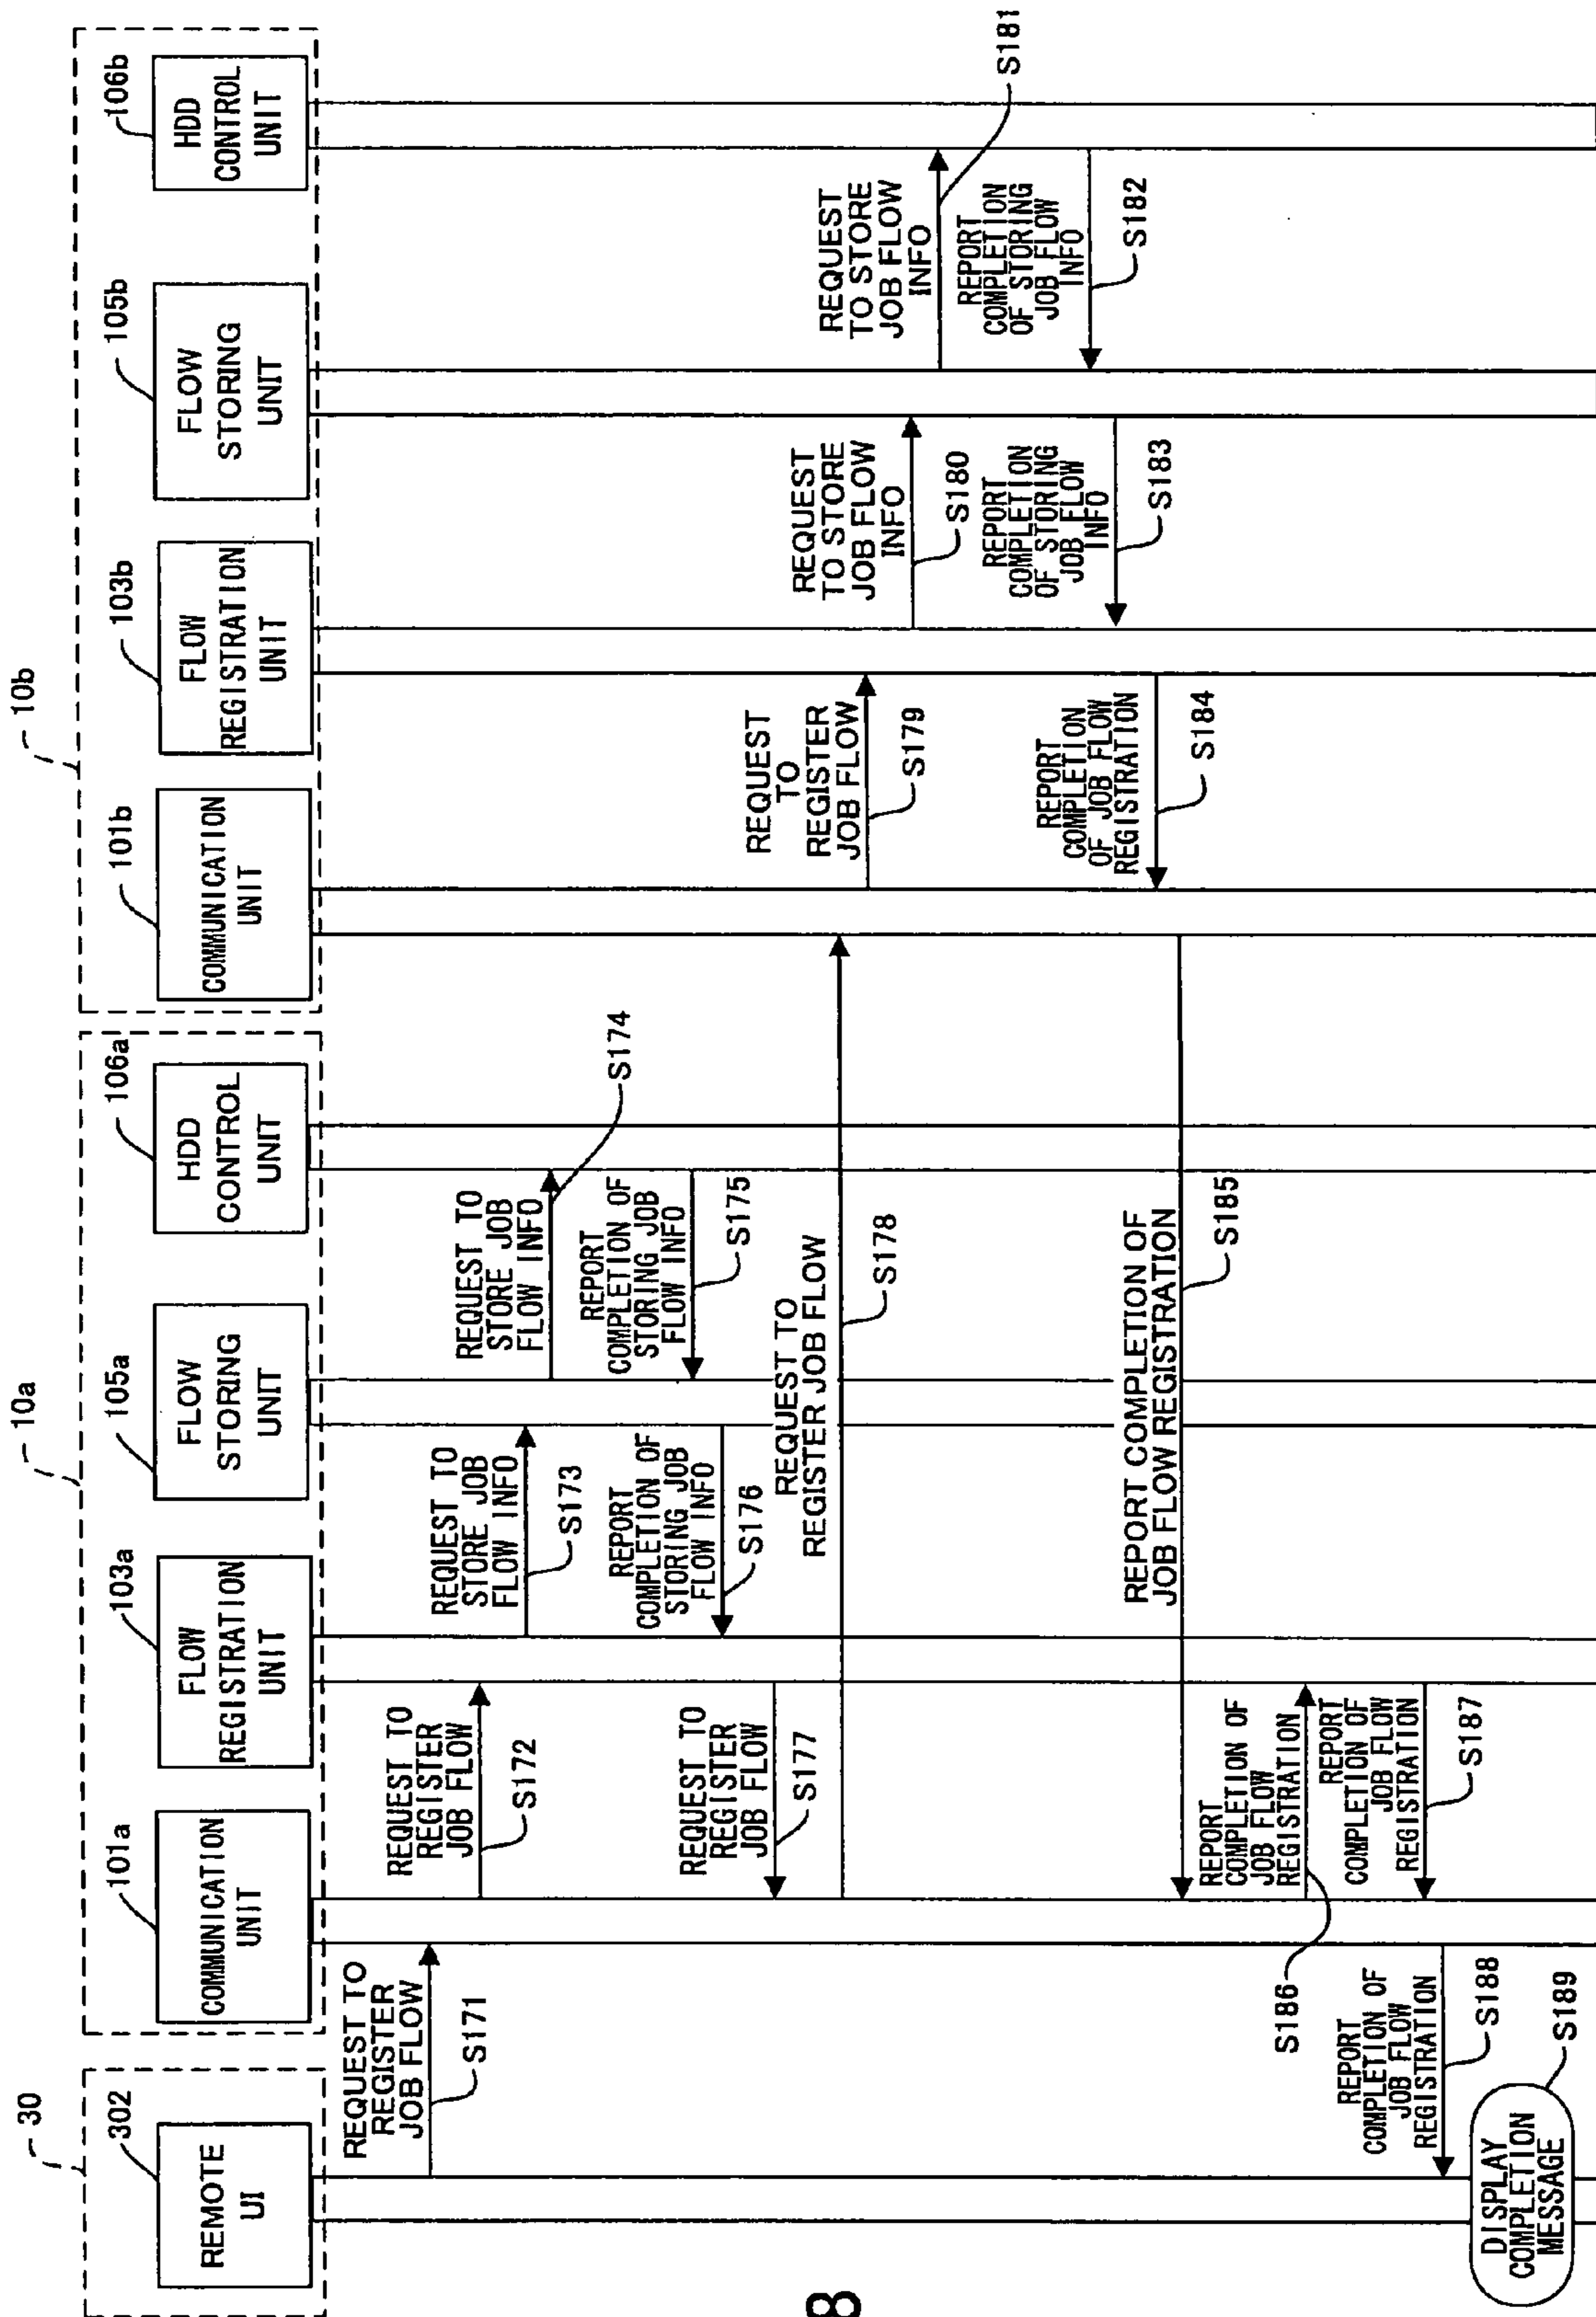 30
302
REMOTE
UI
10a
101a
COMMUNICATION
UNIT
103a
FLOW
REGISTRATION
UNIT
105a
FLOW
STORING
UNIT
106a
HDD
CONTROL
UNIT
10b
101b
COMMUNICATION
UNIT
103b
FLOW
REGISTRATION
UNIT
105b
FLOW
STORING
UNIT
106b
HDD
CONTROL
UNIT
REQUEST TO
REGISTER
JOB FLOW
S171
REQUEST TO
REGISTER
JOB FLOW
S172
REQUEST TO
STORE JOB
FLOW INFO
S173
REQUEST TO
STORE JOB
FLOW INFO
S174
REPORT
COMPLETION OF
STORING JOB
FLOW INFO
S175
REPORT
COMPLETION OF
STORING JOB
FLOW INFO
S176
REQUEST TO
REGISTER
JOB FLOW
S177
REQUEST TO
REGISTER JOB FLOW
S178
REQUEST
TO
REGISTER
JOB FLOW
S179
REQUEST
TO STORE
JOB FLOW
INFO
S180
REQUEST
TO STORE
JOB FLOW
INFO
S181
REPORT
COMPLETION
OF STORING
JOB FLOW
INFO
S182
REPORT
COMPLETION
OF STORING
JOB FLOW
INFO
S183
REPORT
COMPLETION
OF JOB FLOW
REGISTRATION
S184
REPORT COMPLETION OF
JOB FLOW REGISTRATION
S185
REPORT
COMPLETION OF
JOB FLOW
REGISTRATION
S186
REPORT
COMPLETION OF
JOB FLOW
REGISTRATION
S187
REPORT
COMPLETION OF
JOB FLOW
REGISTRATION
S188
DISPLAY
COMPLETION
MESSAGE
S189
8